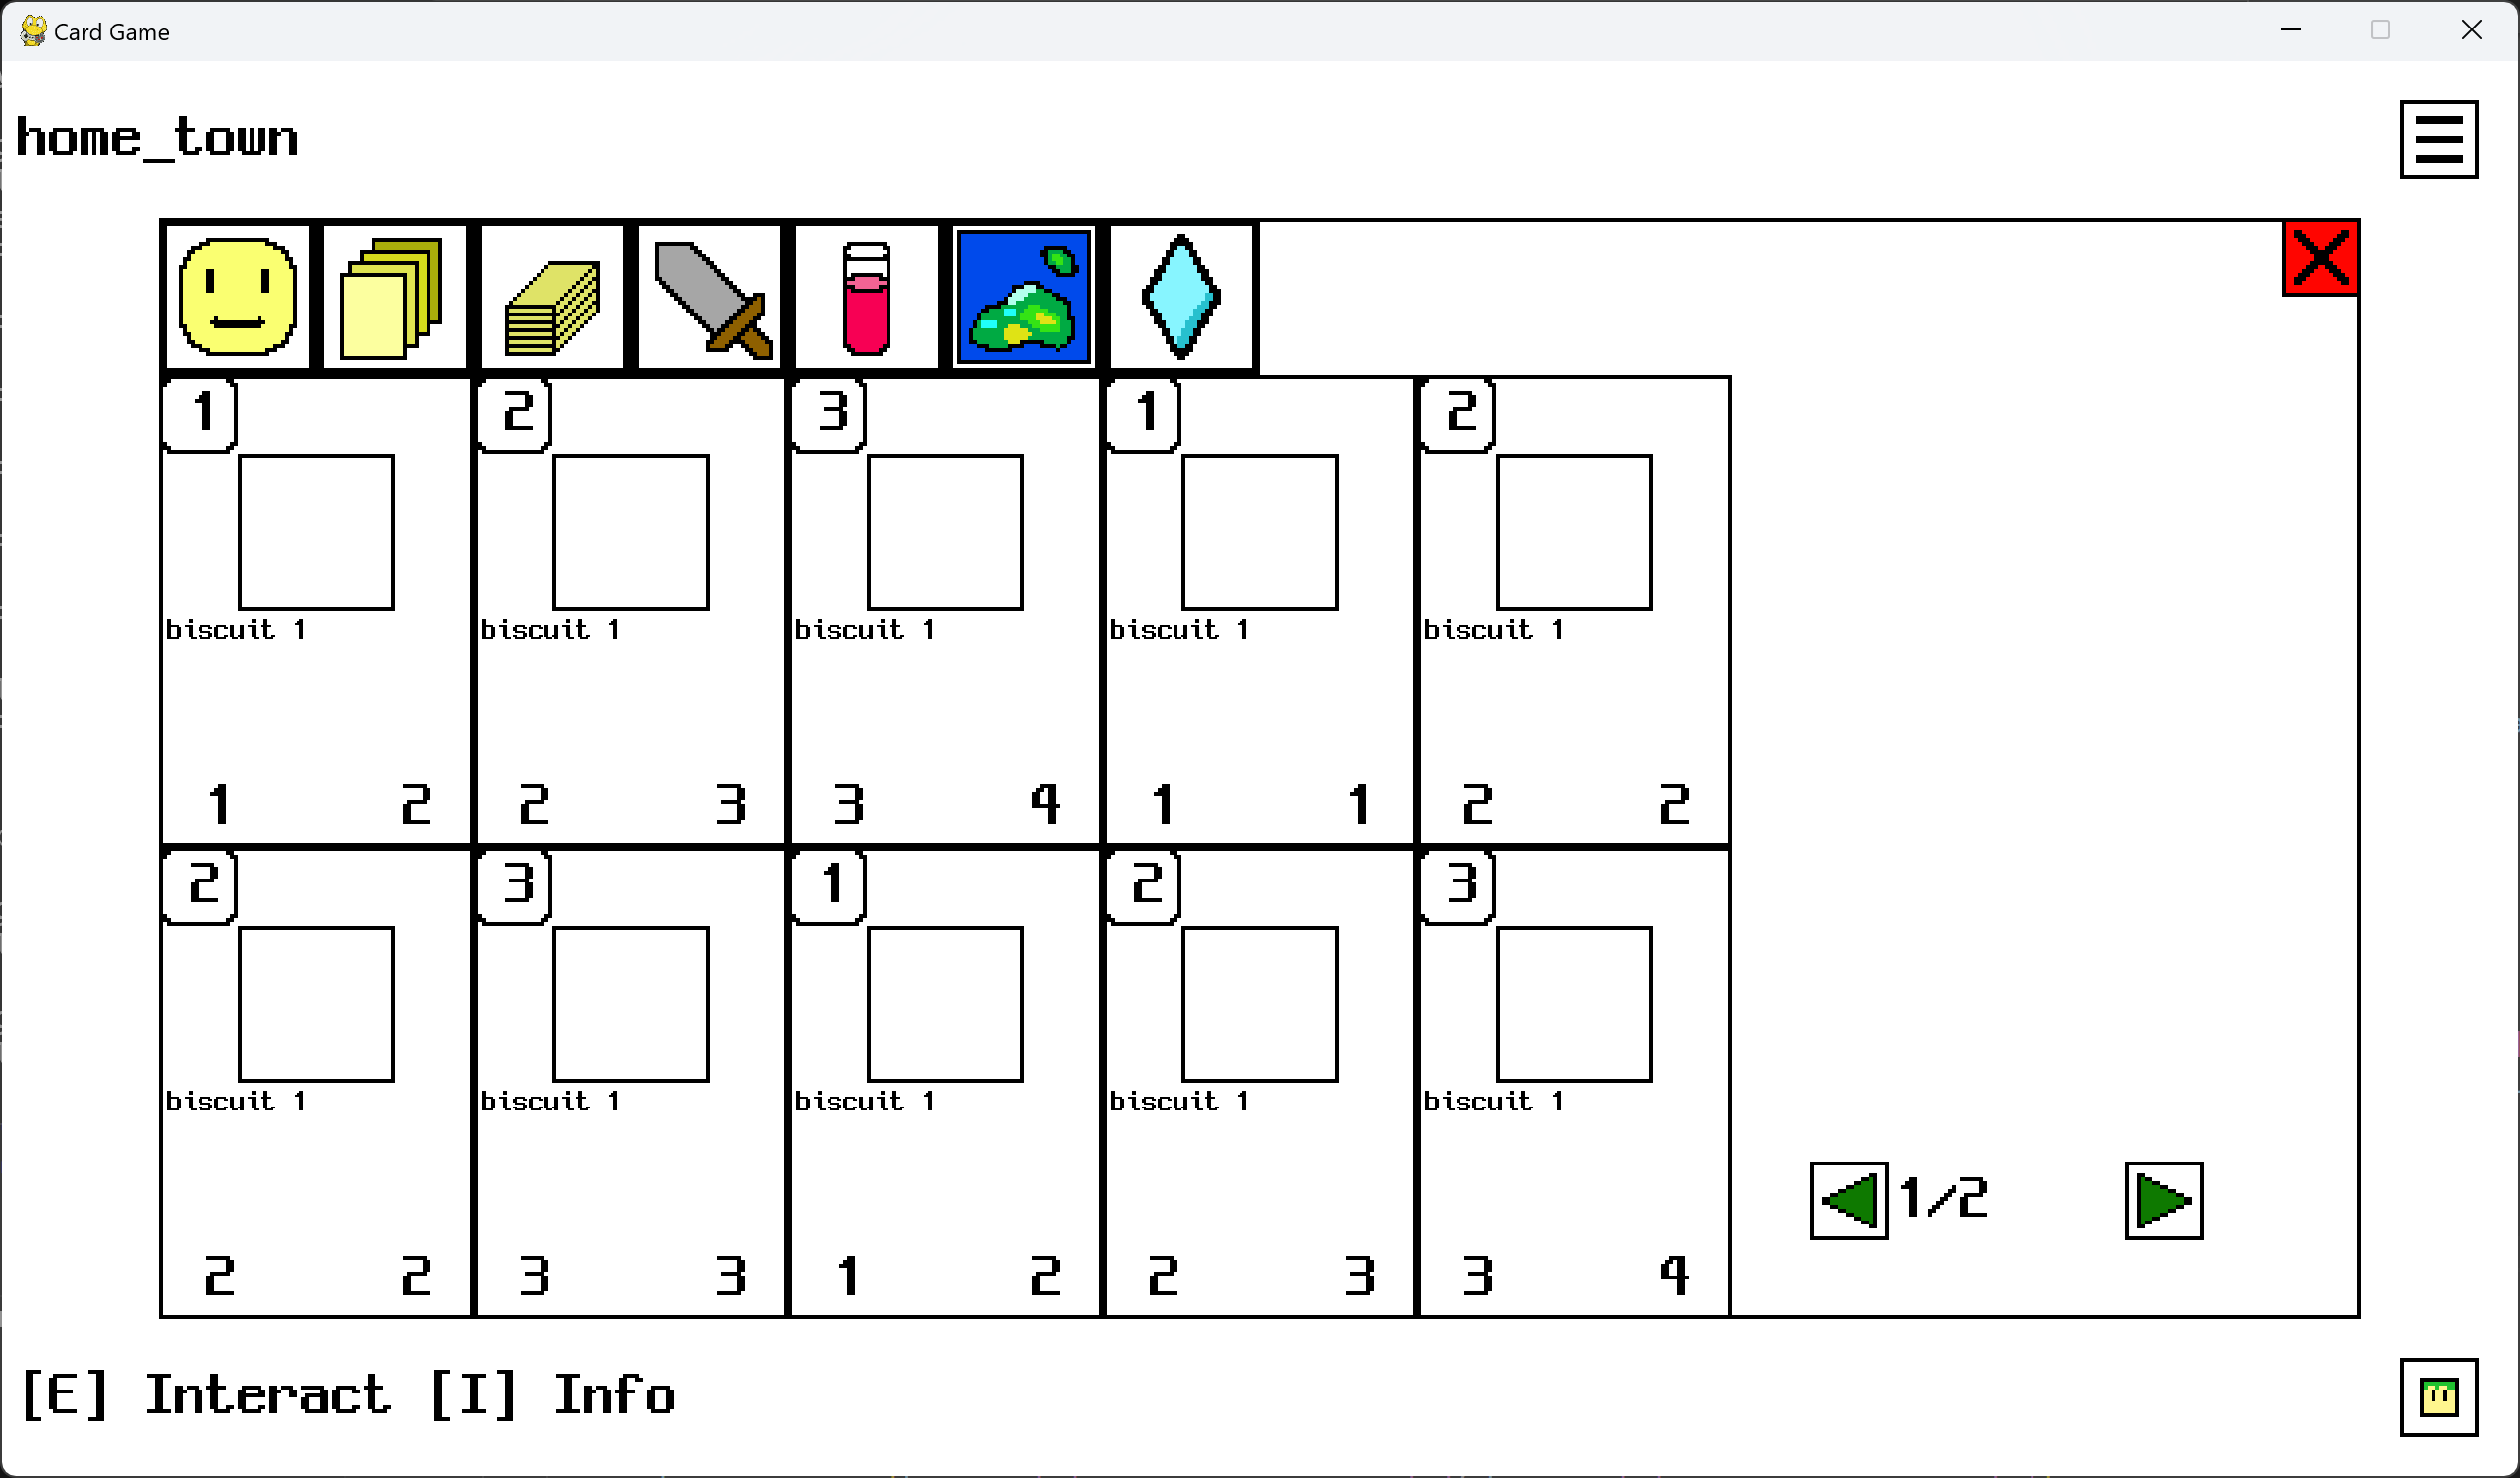 Card Game
home_town
1 2 3 1 2
biscuit 1 biscuit 1 biscuit 1 biscuit 1 biscuit 1
1 2 2 3 3 4 1 1 2 2
2 3 1 2 3
biscuit 1 biscuit 1 biscuit 1 biscuit 1 biscuit 1
1/2
2 2 3 3 1 2 2 3 3 4
[E] Interact [I] Info